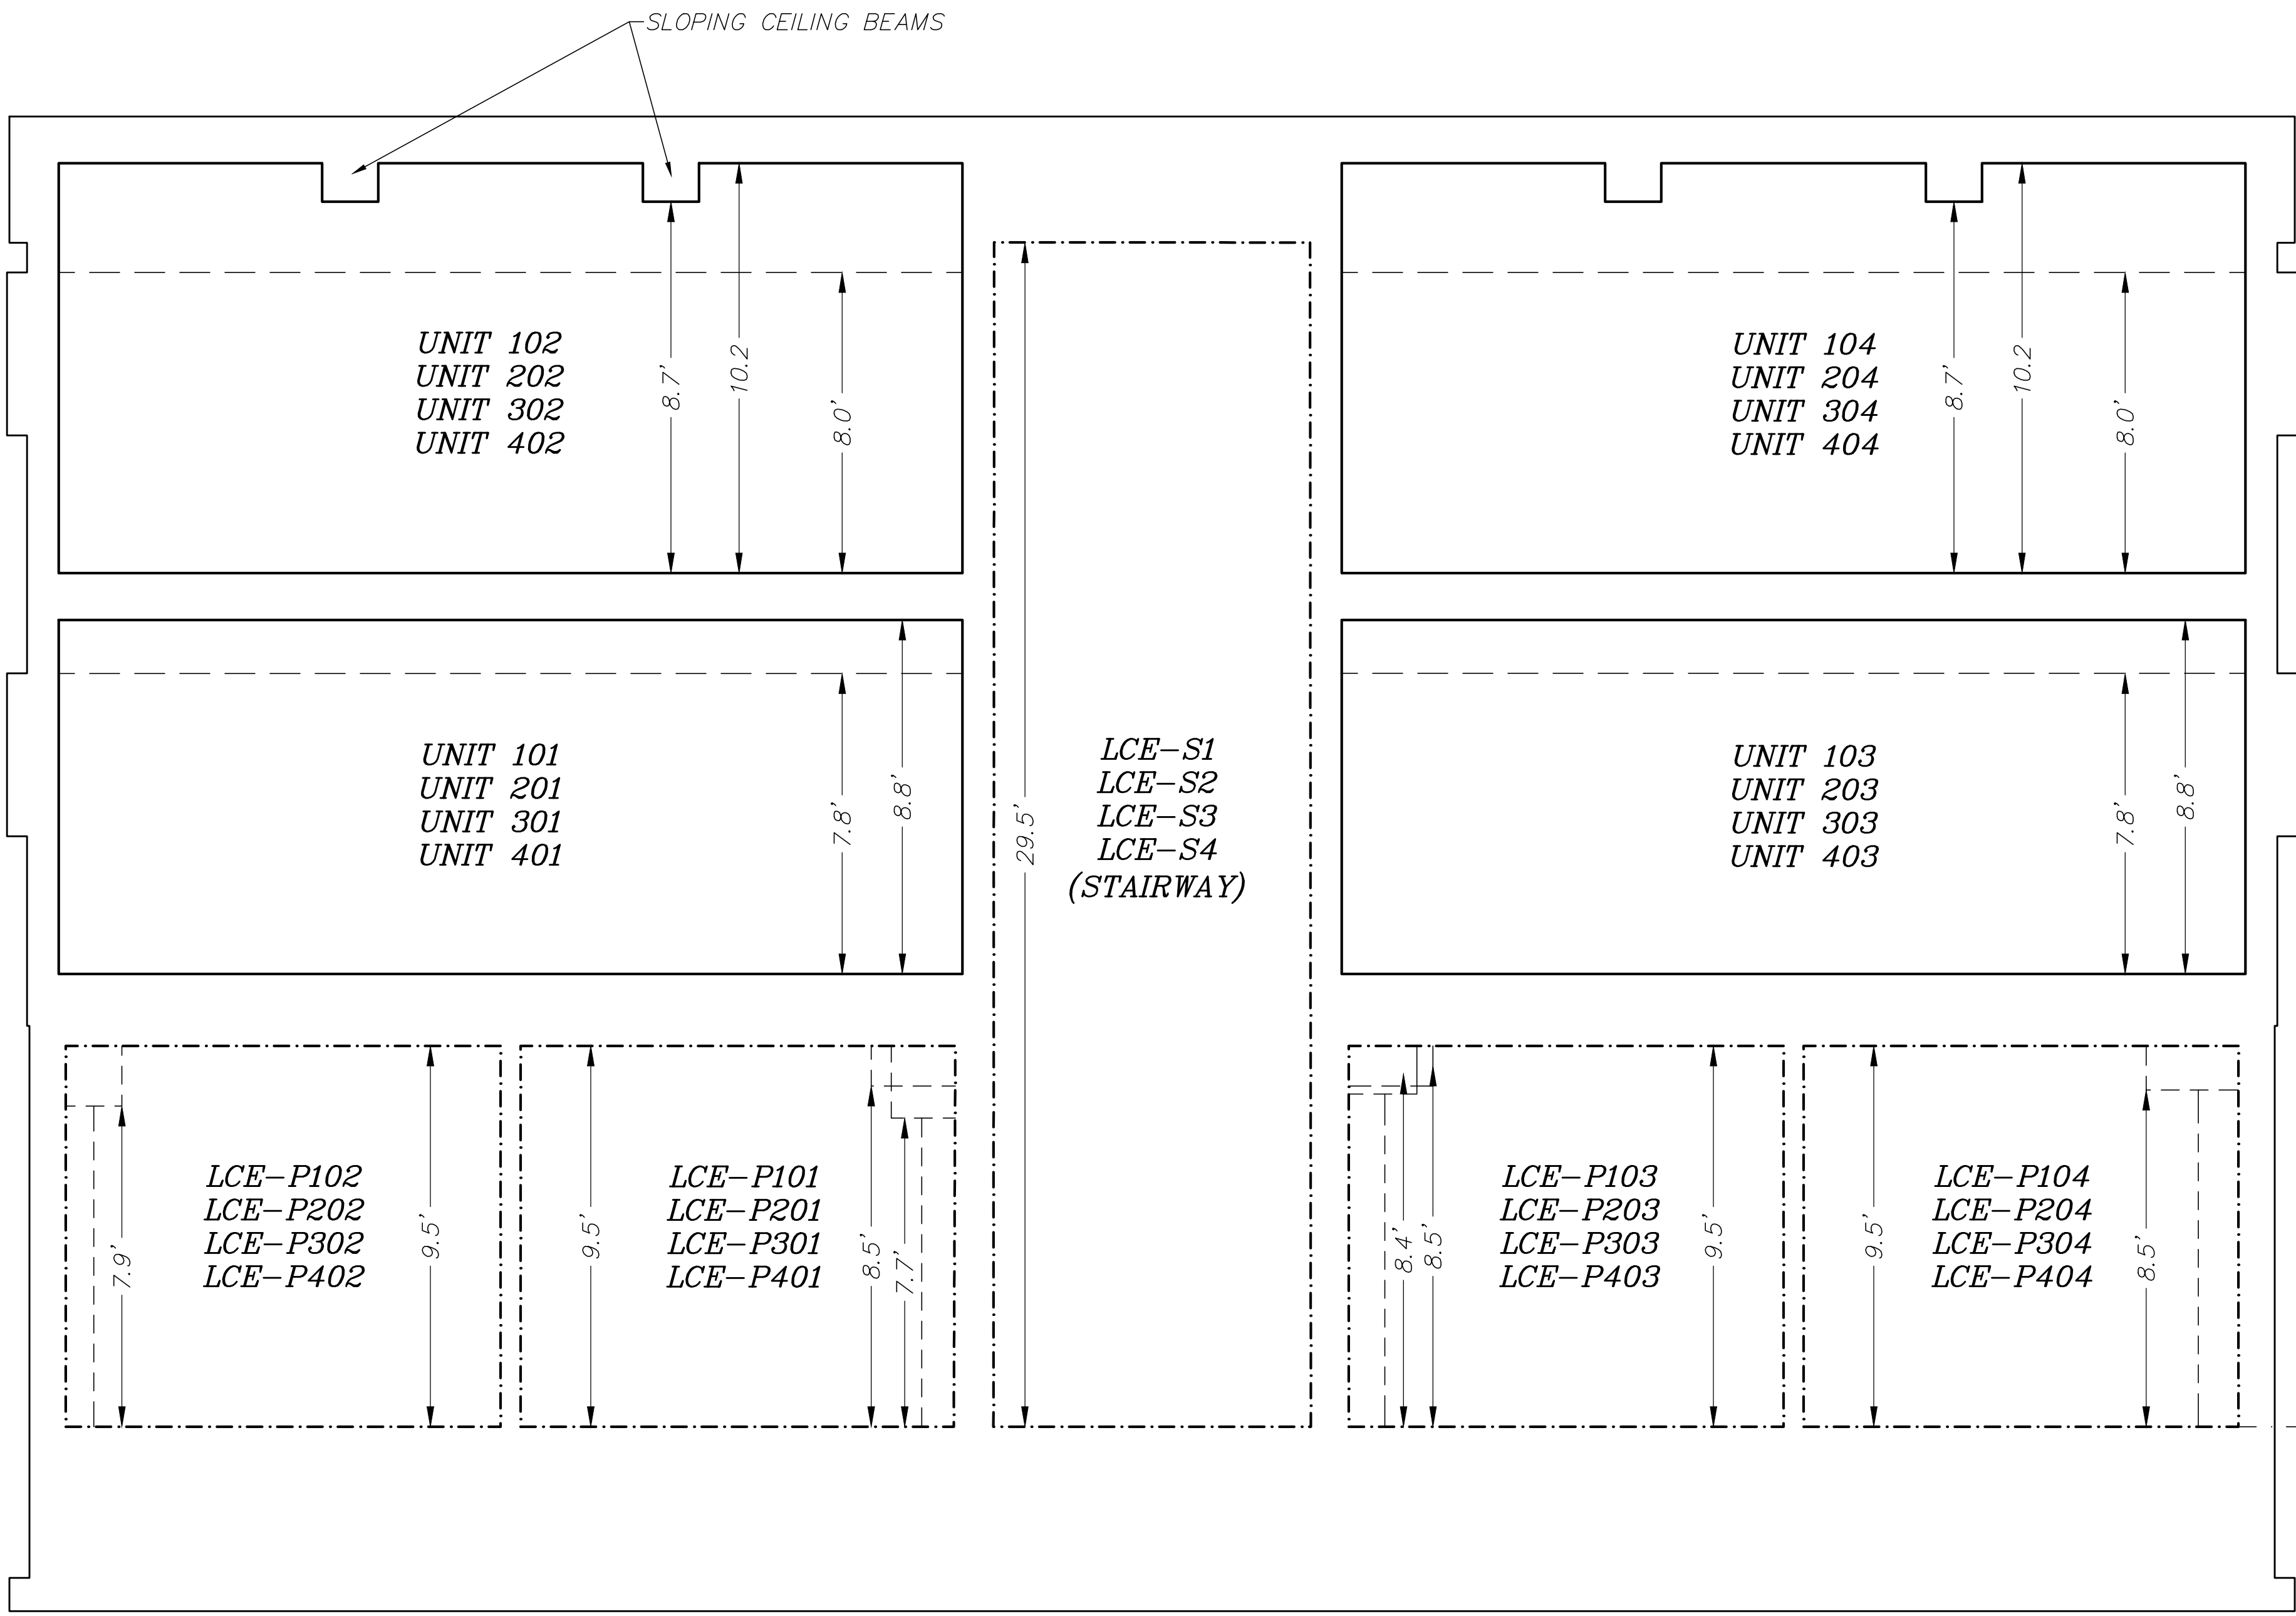 SLOPING CEILING BEAMS
UNIT 102
UNIT 202
UNIT 302
UNIT 402
8.7'
10.2
8.0'
UNIT 104
UNIT 204
UNIT 304
UNIT 404
8.7'
10.2
8.0'
UNIT 101
UNIT 201
UNIT 301
UNIT 401
7.8'
8.8'
29.5'
LCE-S1
LCE-S2
LCE-S3
LCE-S4
(STAIRWAY)
UNIT 103
UNIT 203
UNIT 303
UNIT 403
7.8'
8.8'
7.9'
LCE-P102
LCE-P202
LCE-P302
LCE-P402
9.5'
9.5'
LCE-P101
LCE-P201
LCE-P301
LCE-P401
8.5'
7.7'
8.4'
8.5'
LCE-P103
LCE-P203
LCE-P303
LCE-P403
9.5'
9.5'
LCE-P104
LCE-P204
LCE-P304
LCE-P404
8.5'